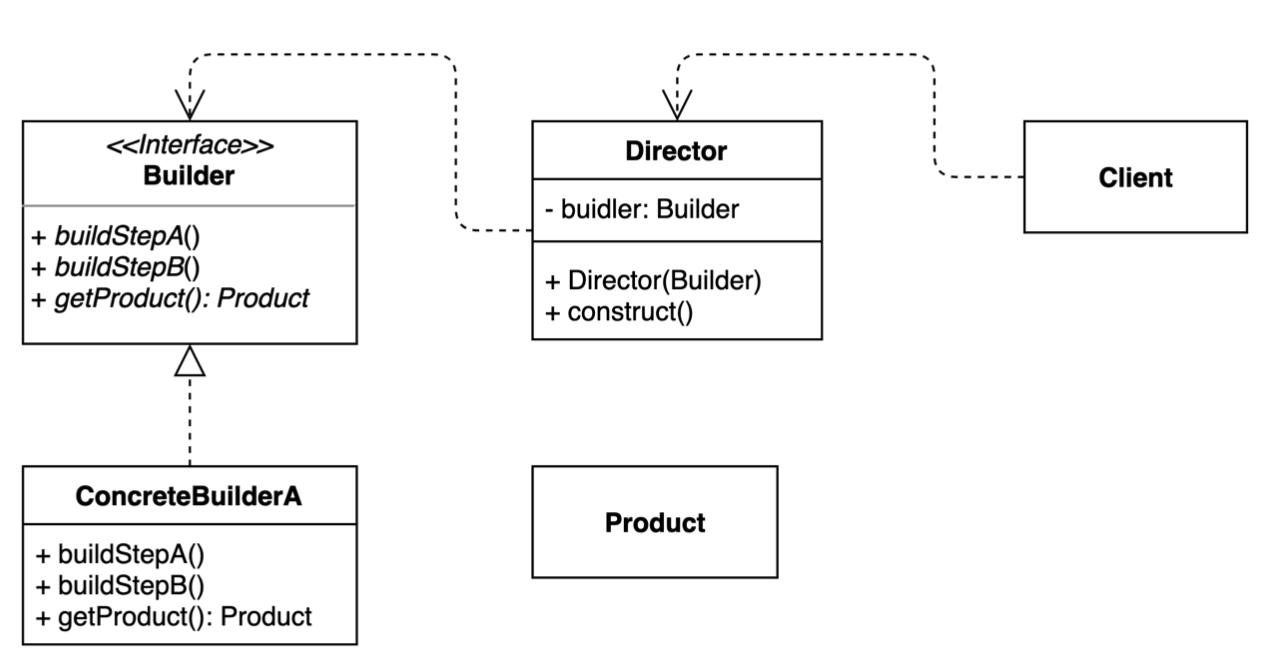 <<Interface>>
Builder
+ buildStepA()
+ buildStepB()
+ getProduct(): Product
Director
- buidler: Builder
+ Director(Builder)
+ construct()
Client
ConcreteBuilderA
+ buildStepA()
+ buildStepB()
+ getProduct(): Product
Product